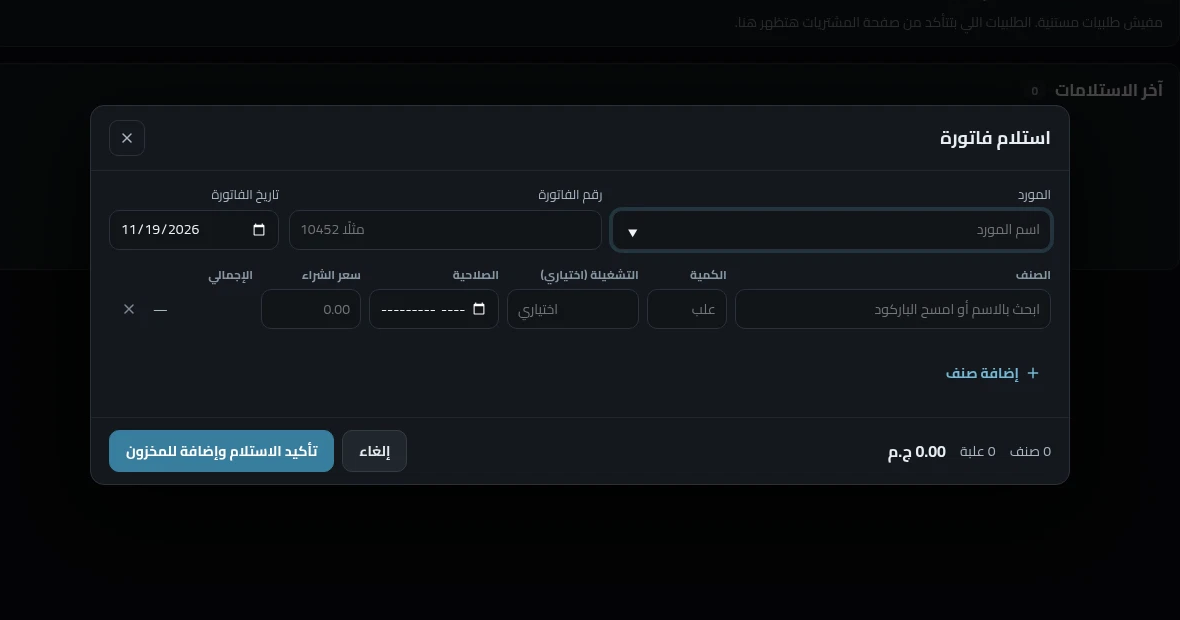 مفيش طلبيات مستنية. الطلبيات اللي بتتأكد من صفحة المشتريات هتظهر هنا.
آخر الاستلامات 0
استلام فاتورة
المورد رقم الفاتورة تاريخ الفاتورة
اسم المورد مثلًا 10452 11/19/2026
الصنف الكمية التشغيلة (اختياري) الصلاحية سعر الشراء الإجمالي
ابحث بالاسم أو امسح الباركود علب اختياري --------- ---- 0.00 —
+ إضافة صنف
0 صنف 0 علبة 0.00 ج.م إلغاء تأكيد الاستلام وإضافة للمخزون